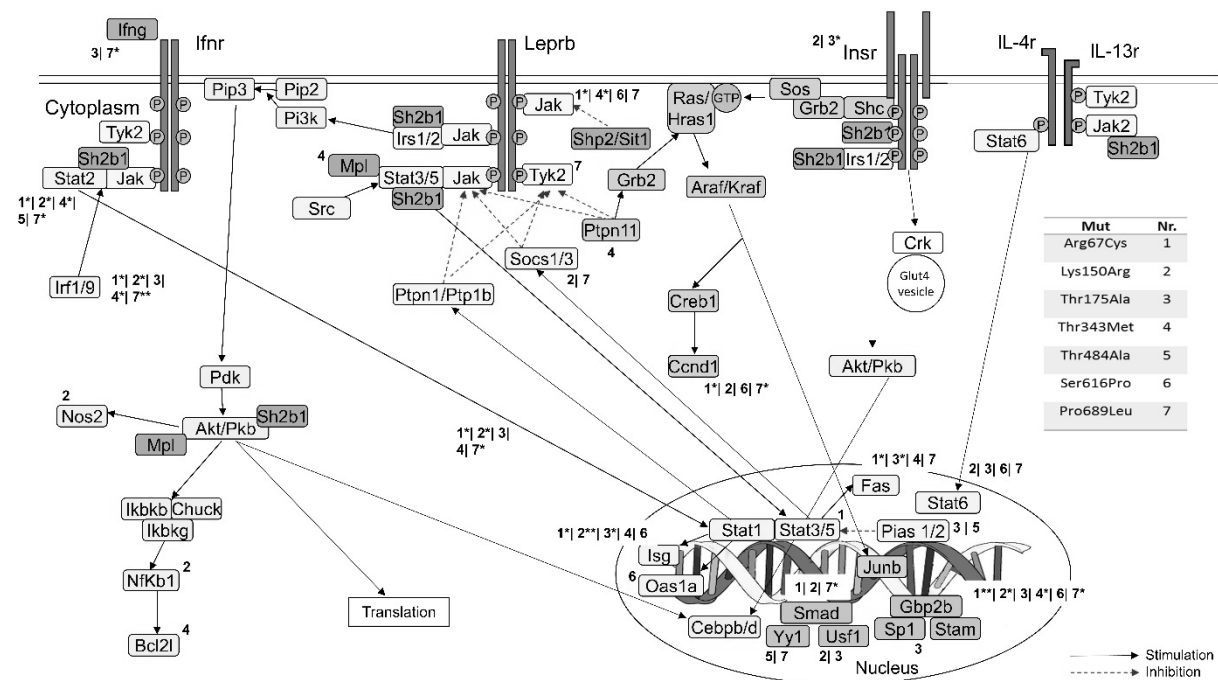 Ifng
3| 7*
Ifnr
Leprb
2| 3*
Insr
IL-4r
IL-13r
Cytoplasm
Pip3
Pip2
Pi3k
P
P
P
P
P
P
Tyk2
Sh2b1
Stat2
Jak
1*| 2*| 4*|
5| 7*
Irf1/9
1*| 2*| 3|
4*| 7**
Sh2b1
Irs1/2
Jak
P
P
P
P
P
P
Jak
1*| 4*| 6| 7
Shp2/Sit1
4
Mpl
Stat3/5
Jak
Sh2b1
Tyk2
7
Src
Ras/
Hras1
GTP
Sos
Grb2
Shc
Sh2b1
Sh2b1
Irs1/2
P
P
P
P
P
P
Grb2
Araf/Kraf
Ptpn11
4
Socs1/3
2| 7
Ptpn1/Ptp1b
Creb1
Ccnd1
1*| 2| 6| 7*
Crk
Glut4
vesicle
Akt/Pkb
Stat6
P
P
P
Tyk2
Jak2
Sh2b1
Mut Nr.
Arg67Cys 1
Lys150Arg 2
Thr175Ala 3
Thr343Met 4
Thr484Ala 5
Ser616Pro 6
Pro689Leu 7
Pdk
2
Nos2
Akt/Pkb
Sh2b1
Mpl
Ikbkb
Chuck
Ikbkg
NfKb1
2
Bcl2l
4
Translation
1*| 2*| 3|
4| 7*
1*| 3*| 4| 7
Fas
2| 3| 6| 7
Stat6
1*| 2**| 3*| 4| 6
Stat1
Stat3/5
1
Pias 1/2
3| 5
Isg
6
Oas1a
Junb
1| 2| 7*
1**| 2*| 3| 4*| 6| 7*
Cebpb/d
Smad
Gbp2b
Yy1
Usf1
Sp1
Stam
5| 7
2| 3
3
Nucleus
Stimulation
Inhibition